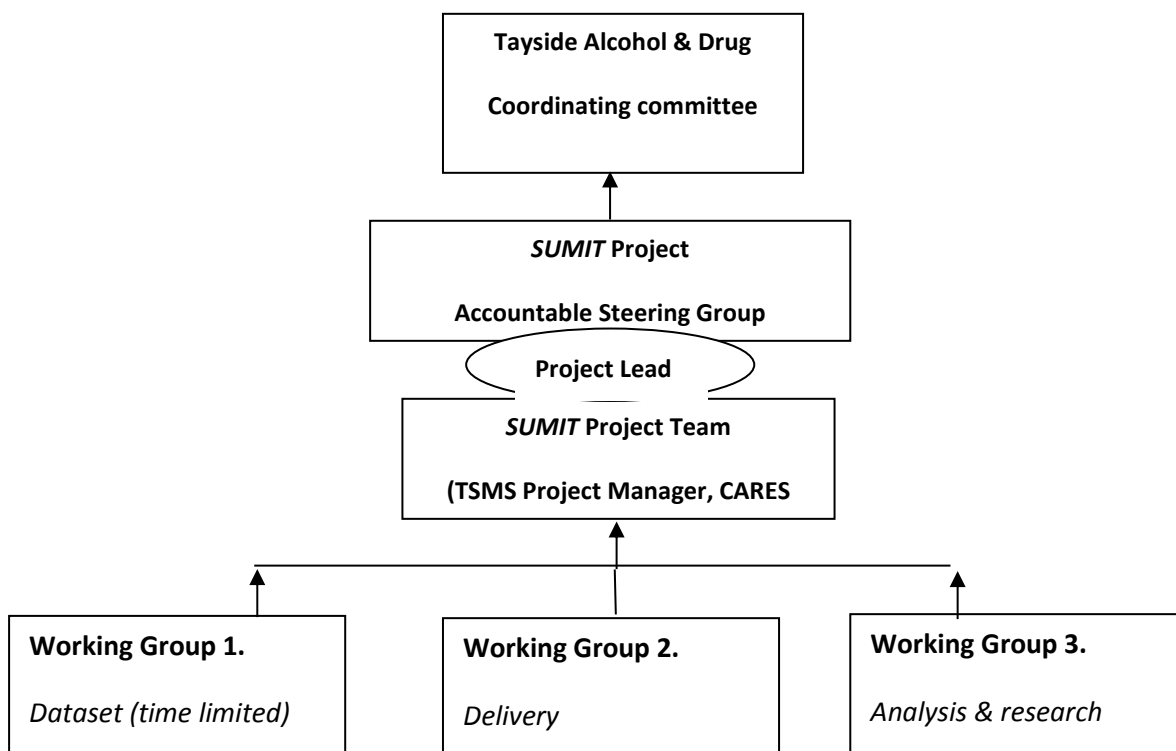 Tayside Alcohol & Drug
Coordinating committee
SUMIT Project
Accountable Steering Group
Project Lead
SUMIT Project Team
(TSMS Project Manager, CARES
Working Group 1.
Dataset (time limited)
Working Group 2.
Delivery
Working Group 3.
Analysis & research